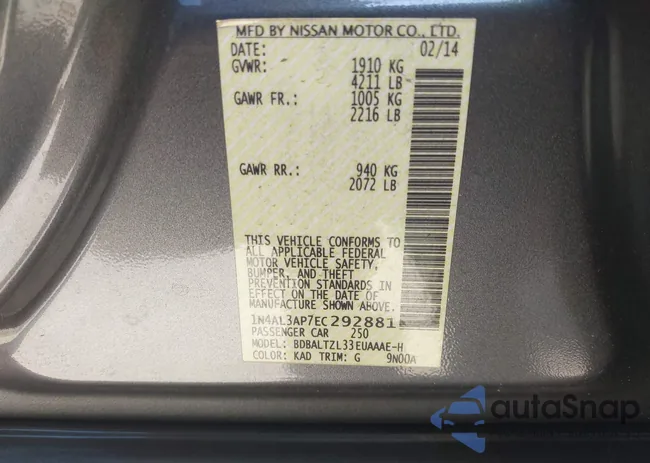 MFD BY NISSAN MOTOR CO., LTD.
DATE: 02/14
GVWR: 1910 KG
4211 LB
GAWR FR.: 1005 KG
2216 LB
GAWR RR.: 940 KG
2072 LB
THIS VEHICLE CONFORMS TO
ALL APPLICABLE FEDERAL
MOTOR VEHICLE SAFETY,
BUMPER, AND THEFT
PREVENTION STANDARDS IN
EFFECT ON THE DATE OF
MANUFACTURE SHOWN ABOVE.
1N4AL3AP7EC292881
PASSENGER CAR 250
MODEL: BDBALTZL33EUAAAE-H
COLOR: KAD TRIM: G 9N00A
autoSnap